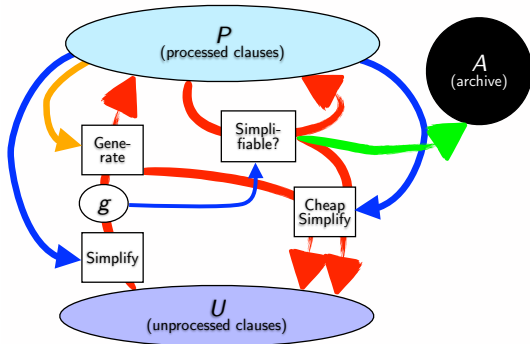 P
(processed clauses)
A
(archive)
Gene-
rate
Simpli-
fiable?
g
Cheap
Simplify
Simplify
U
(unprocessed clauses)